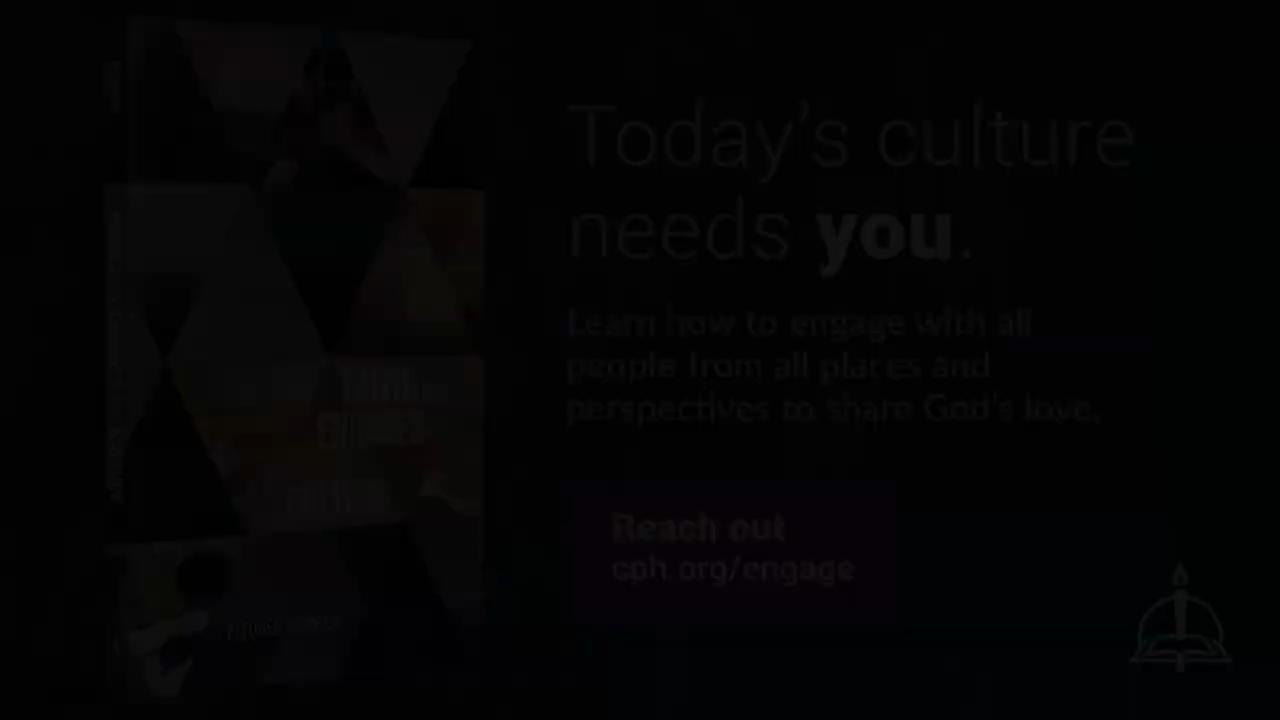 Today's culture
needs you.
Learn how to engage with all
people from all places and
perspectives to share God's love.
Reach out
cph.org/engage